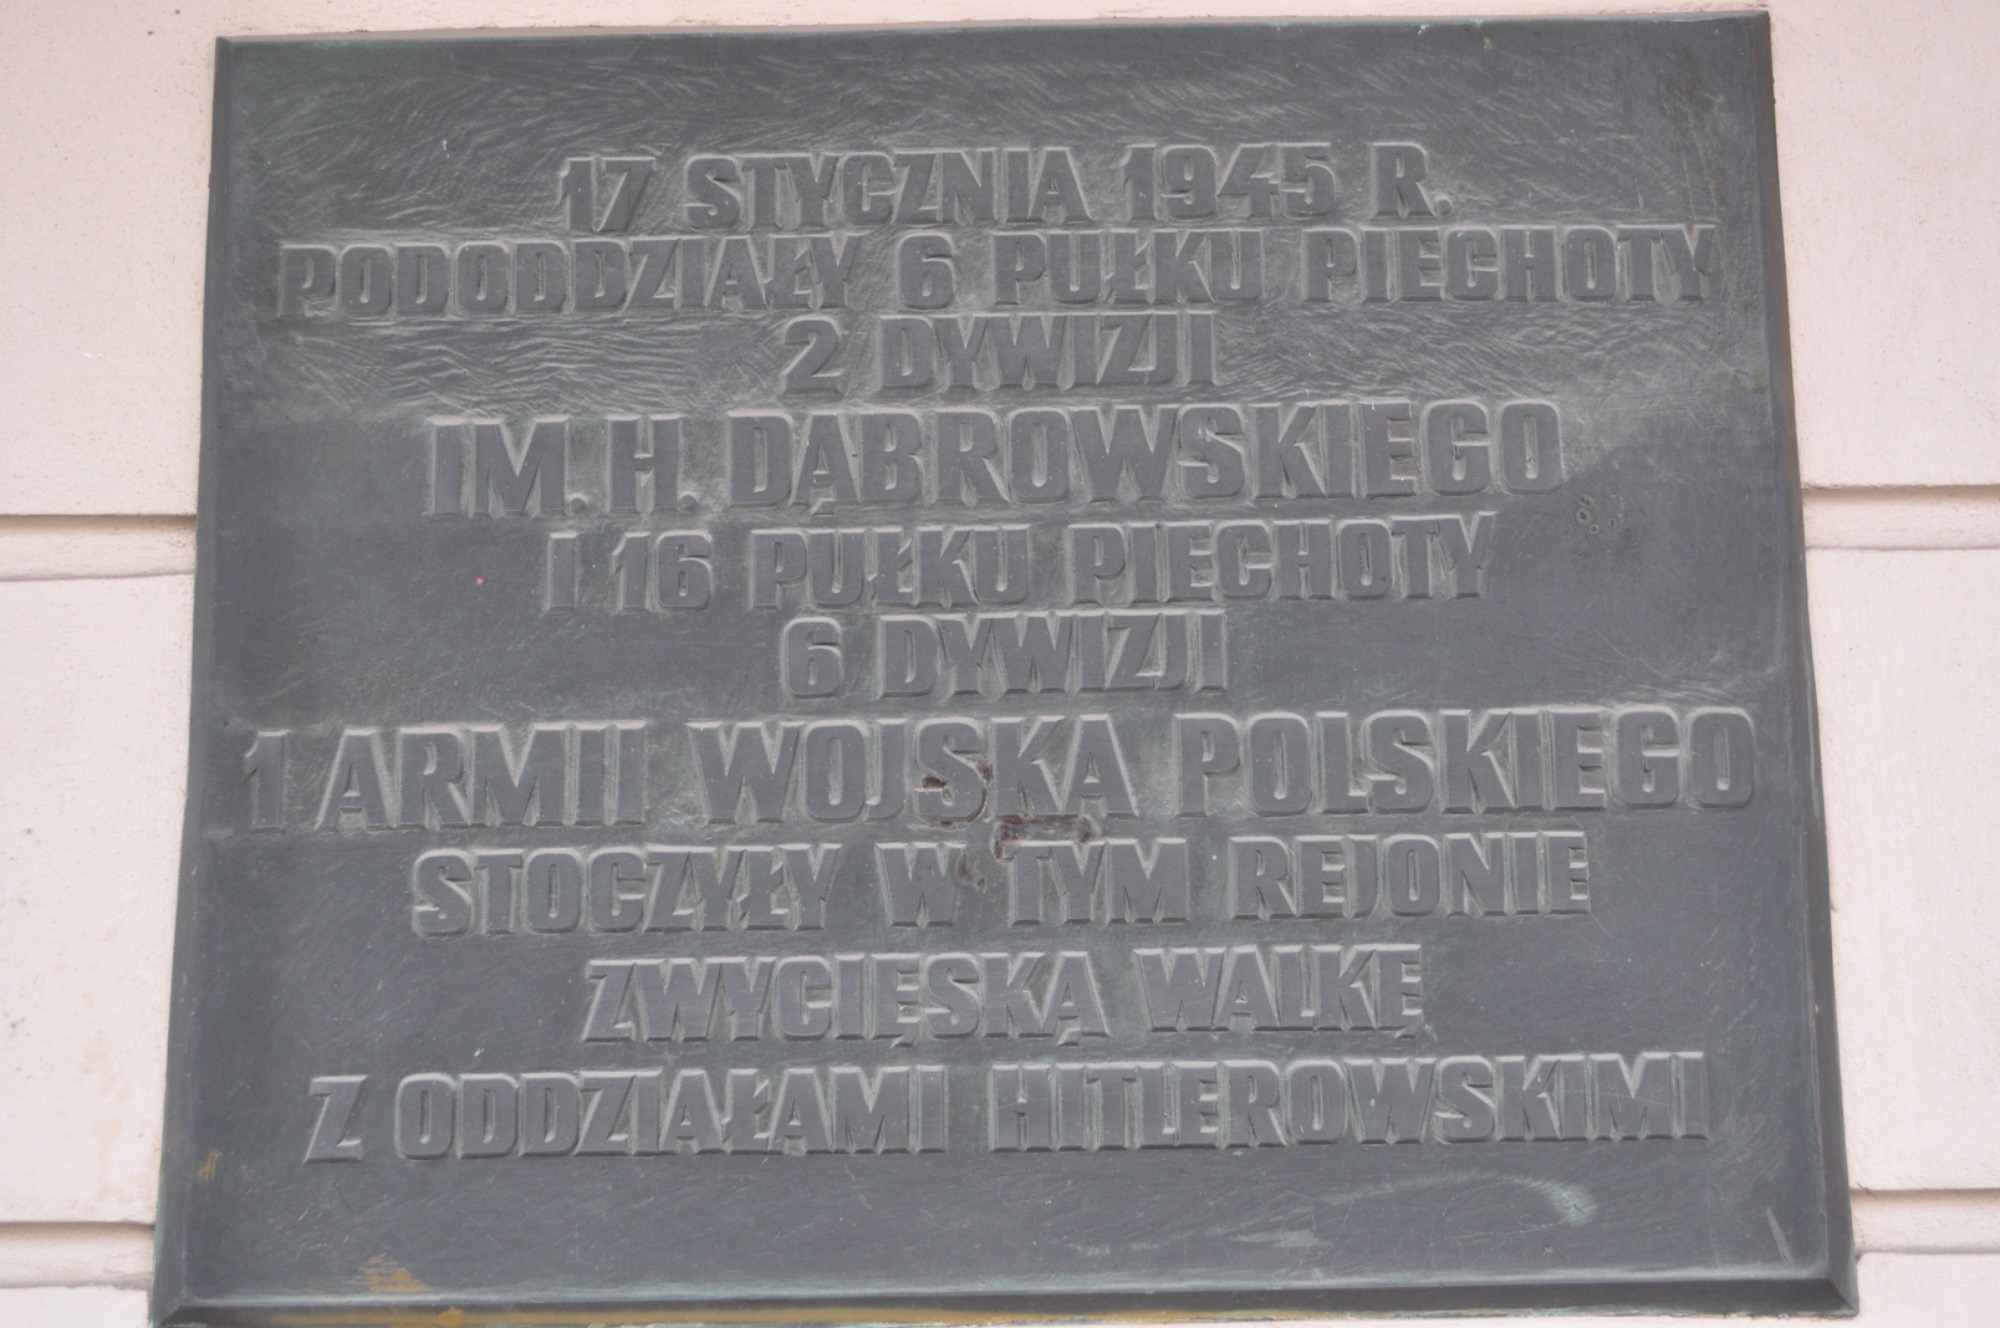 17 STYCZNIA 1945 R.
PODODDZIAŁY 6 PUŁKU PIECHOTY
2 DYWIZJI
IM. H. DĄBROWSKIEGO
I 16 PUŁKU PIECHOTY
6 DYWIZJI
1 ARMII WOJSKA POLSKIEGO
STOCZYŁY W TYM REJONIE
ZWYCIĘSKĄ WALKĘ
Z ODDZIAŁAMI HITLEROWSKIMI